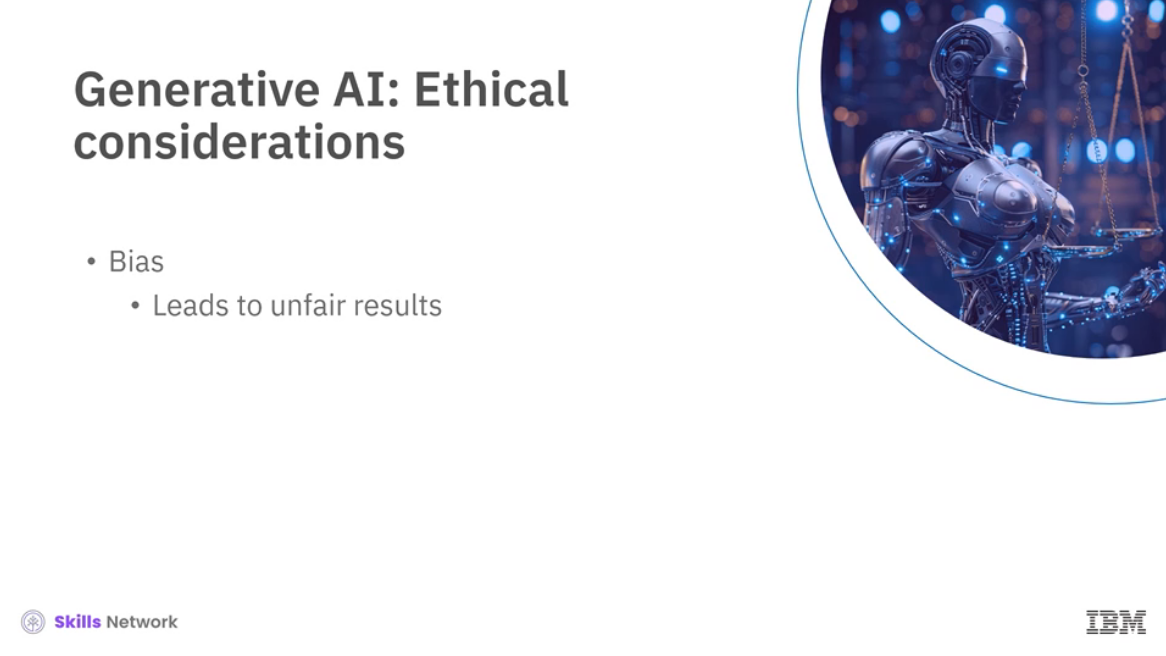 Generative AI: Ethical
considerations
• Bias
• Leads to unfair results
Skills Network
IBM